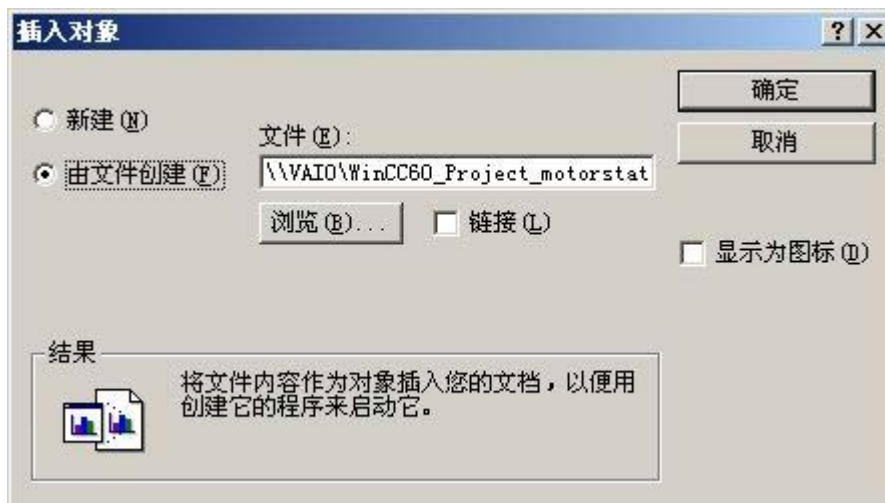 插入对象
新建(N)
由文件创建(F)
文件(E):
\\VAIO\WinCC60_Project_motorstat
浏览(B)...
链接(L)
确定
取消
显示为图标(D)
结果
将文件内容作为对象插入您的文档，以便用
创建它的程序来启动它。